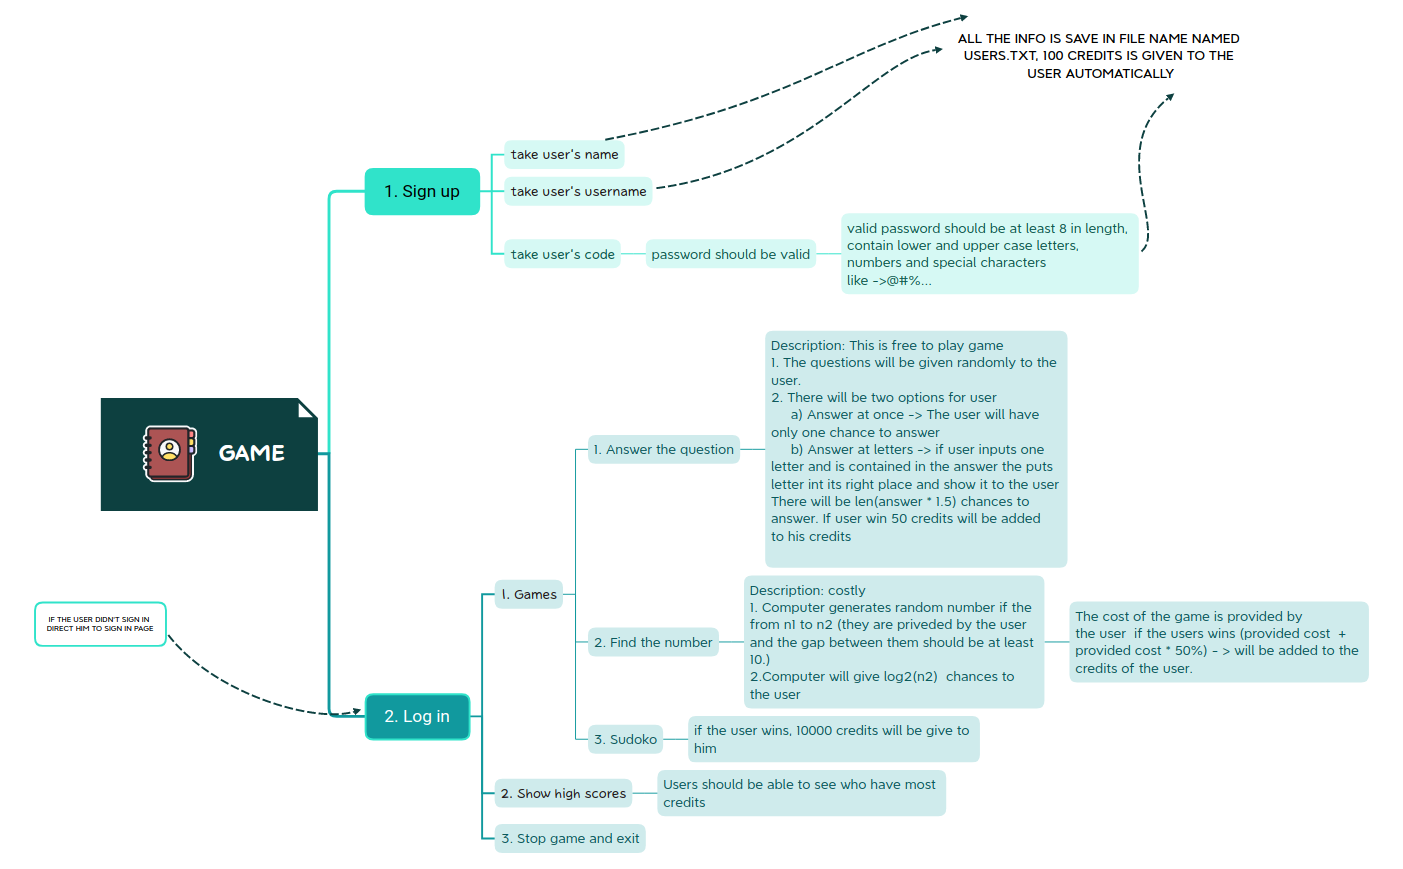 ALL THE INFO IS SAVE IN FILE NAME NAMED
USERS.TXT, 100 CREDITS IS GIVEN TO THE
USER AUTOMATICALLY
take user's name
1. Sign up
take user's username
take user's code
password should be valid
valid password should be at least 8 in length,
contain lower and upper case letters,
numbers and special characters
like ->@#%...
GAME
Description: This is free to play game
1. The questions will be given randomly to the
user.
2. There will be two options for user
a) Answer at once -> The user will have
only one chance to answer
b) Answer at letters -> if user inputs one
letter and is contained in the answer the puts
letter int its right place and show it to the user
There will be len(answer * 1.5) chances to
answer. If user win 50 credits will be added
to his credits
1. Answer the question
1. Games
2. Find the number
Description: costly
1. Computer generates random number if the
from n1 to n2 (they are priveded by the user
and the gap between them should be at least
10.)
2.Computer will give log2(n2) chances to
the user
The cost of the game is provided by
the user if the users wins (provided cost +
provided cost * 50%) - > will be added to the
credits of the user.
IF THE USER DIDN'T SIGN IN
DIRECT HIM TO SIGN IN PAGE
2. Log in
3. Sudoko
if the user wins, 10000 credits will be give to
him
2. Show high scores
Users should be able to see who have most
credits
3. Stop game and exit